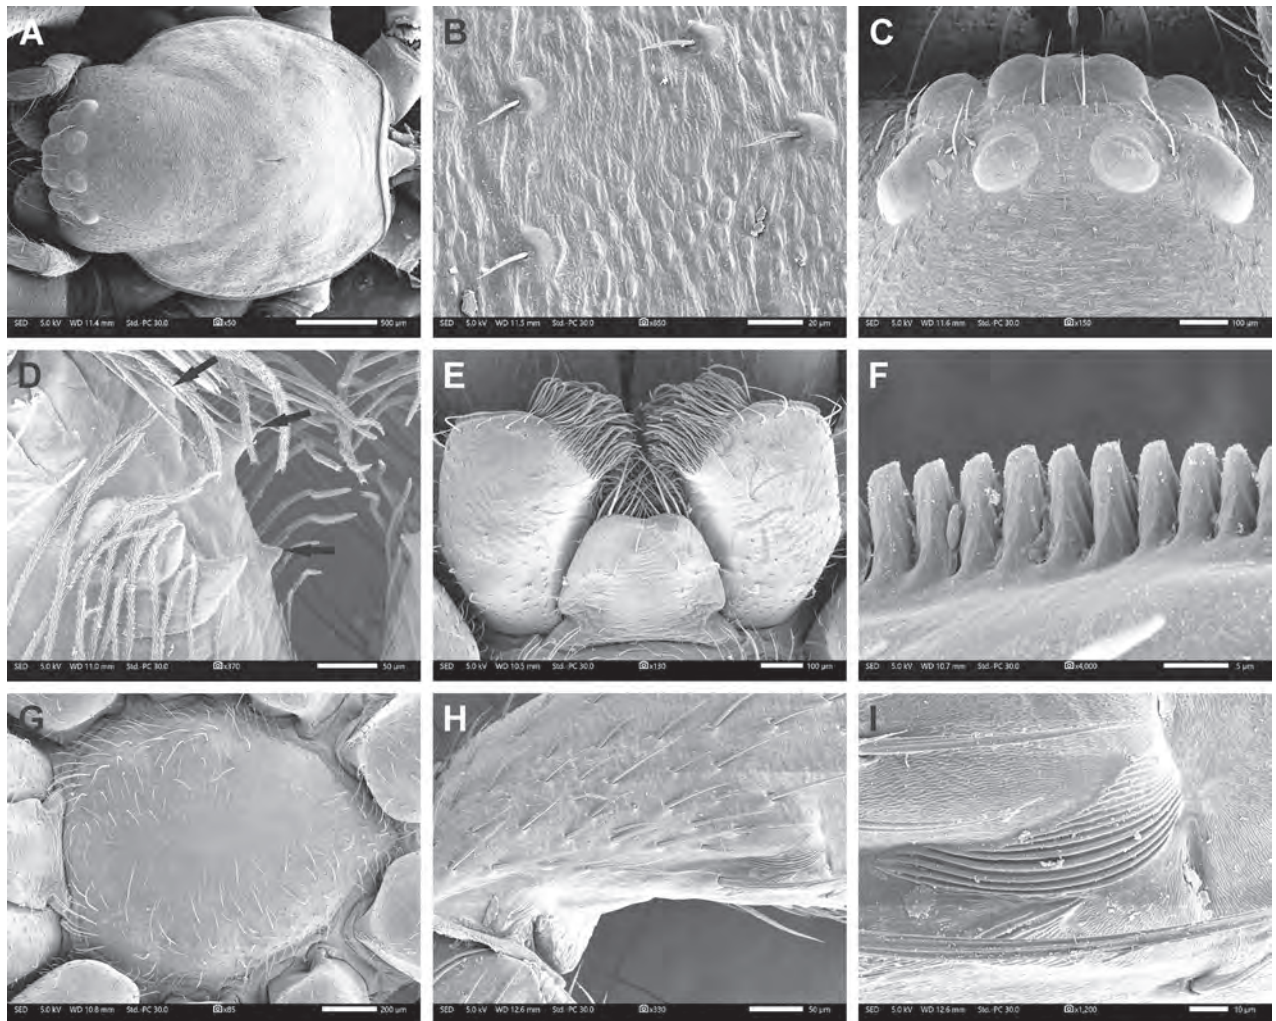 A
SED 5.0 kV WD 11.4 mm Std.-PC 30.0 x50 500 µm
B
SED 5.0 kV WD 11.5 mm Std.-PC 30.0 x850 20 µm
C
SED 5.0 kV WD 11.6 mm Std.-PC 30.0 x150 100 µm
D
SED 5.0 kV WD 11.0 mm Std.-PC 30.0 x370 50 µm
E
SED 5.0 kV WD 10.5 mm Std.-PC 30.0 x130 100 µm
F
SED 5.0 kV WD 10.7 mm Std.-PC 30.0 x4,000 5 µm
G
SED 5.0 kV WD 10.8 mm Std.-PC 30.0 x85 200 µm
H
SED 5.0 kV WD 12.6 mm Std.-PC 30.0 x330 50 µm
I
SED 5.0 kV WD 12.6 mm Std.-PC 30.0 x1,200 10 µm